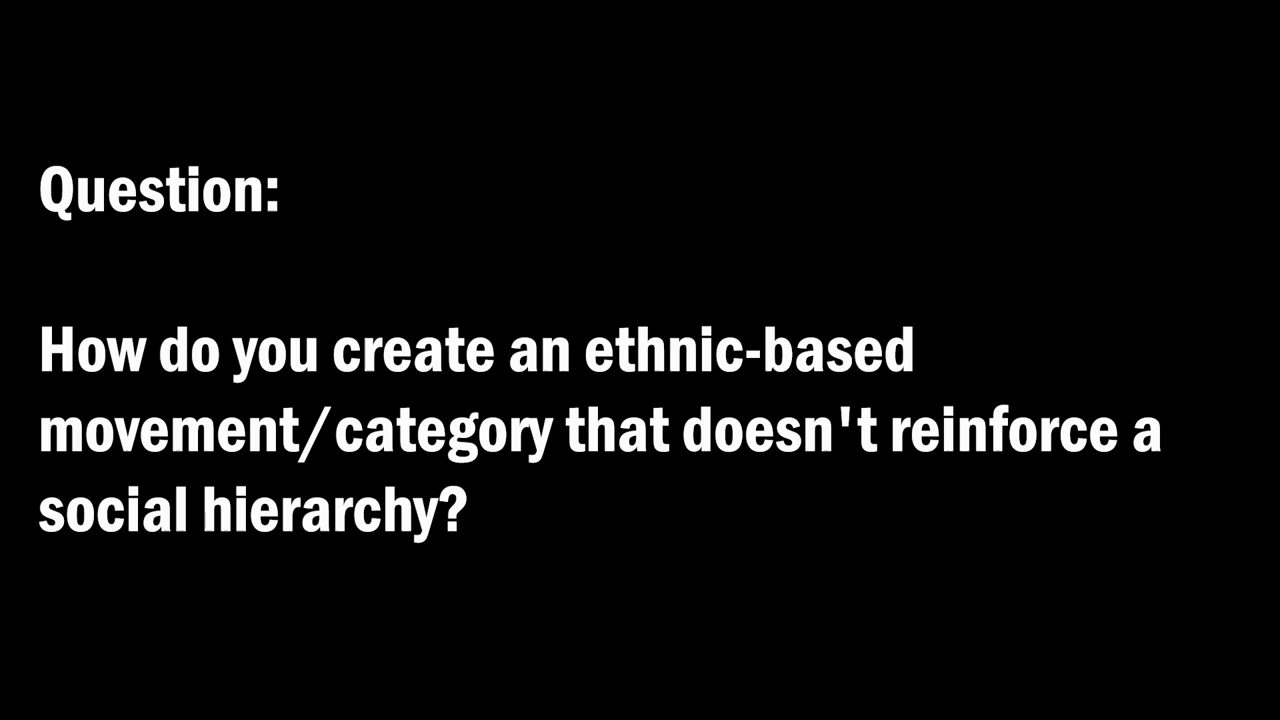 Question:
How do you create an ethnic-based
movement/category that doesn't reinforce a
social hierarchy?